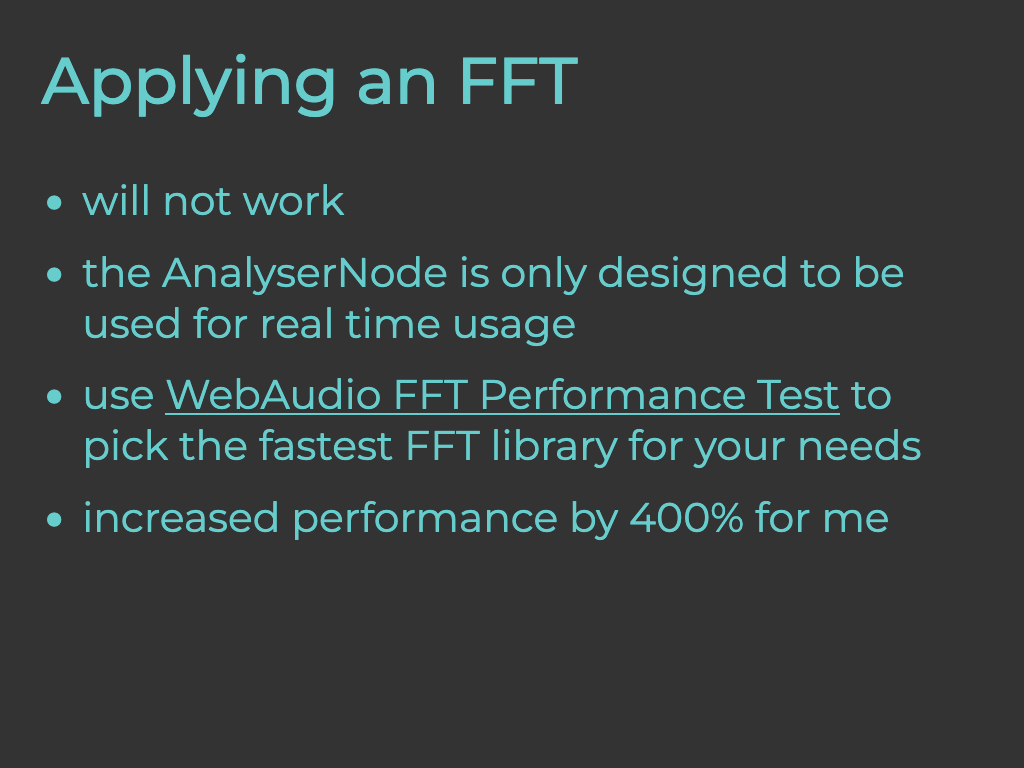 Applying an FFT
• will not work
• the AnalyserNode is only designed to be
used for real time usage
• use WebAudio FFT Performance Test to
pick the fastest FFT library for your needs
• increased performance by 400% for me